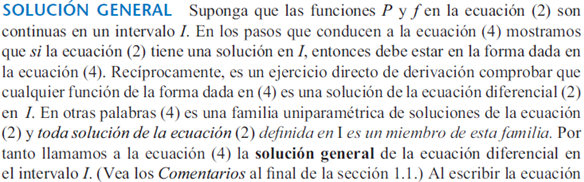 SOLUCIÓN GENERAL Suponga que las funciones P y f en la ecuación (2) son
continuas en un intervalo I. En los pasos que conducen a la ecuación (4) mostramos
que si la ecuación (2) tiene una solución en I, entonces debe estar en la forma dada en
la ecuación (4). Recíprocamente, es un ejercicio directo de derivación comprobar que
cualquier función de la forma dada en (4) es una solución de la ecuación diferencial (2)
en I. En otras palabras (4) es una familia uniparamétrica de soluciones de la ecuación
(2) y toda solución de la ecuación (2) definida en I es un miembro de esta familia. Por
tanto llamamos a la ecuación (4) la solución general de la ecuación diferencial en
el intervalo I. (Vea los Comentarios al final de la sección 1.1.) Al escribir la ecuación